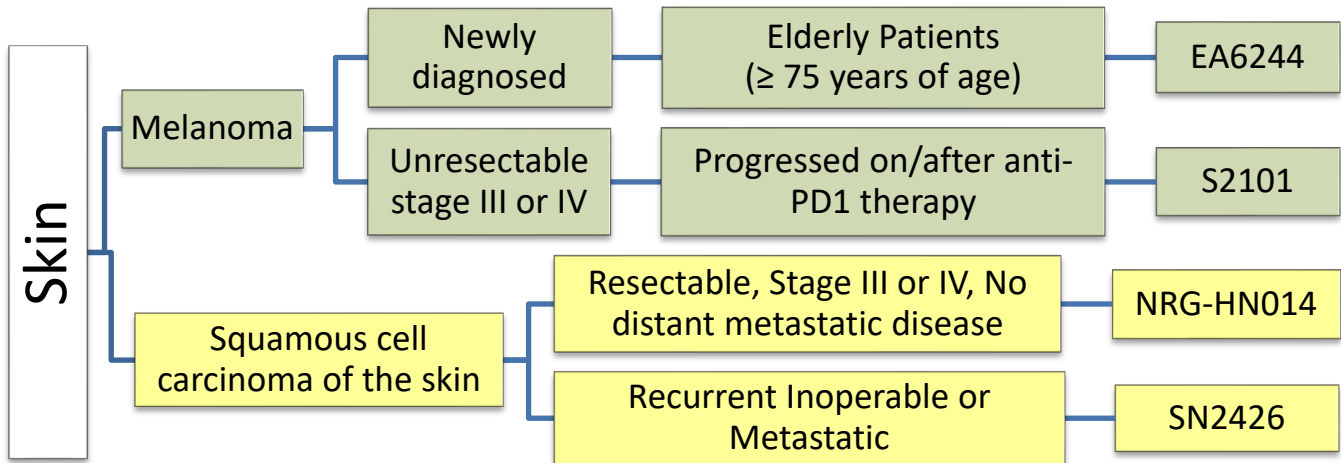 Skin
Melanoma
Newly
diagnosed
Elderly Patients
(≥ 75 years of age)
EA6244
Unresectable
stage III or IV
Progressed on/after anti-
PD1 therapy
S2101
Squamous cell
carcinoma of the skin
Resectable, Stage III or IV, No
distant metastatic disease
NRG-HN014
Recurrent Inoperable or
Metastatic
SN2426